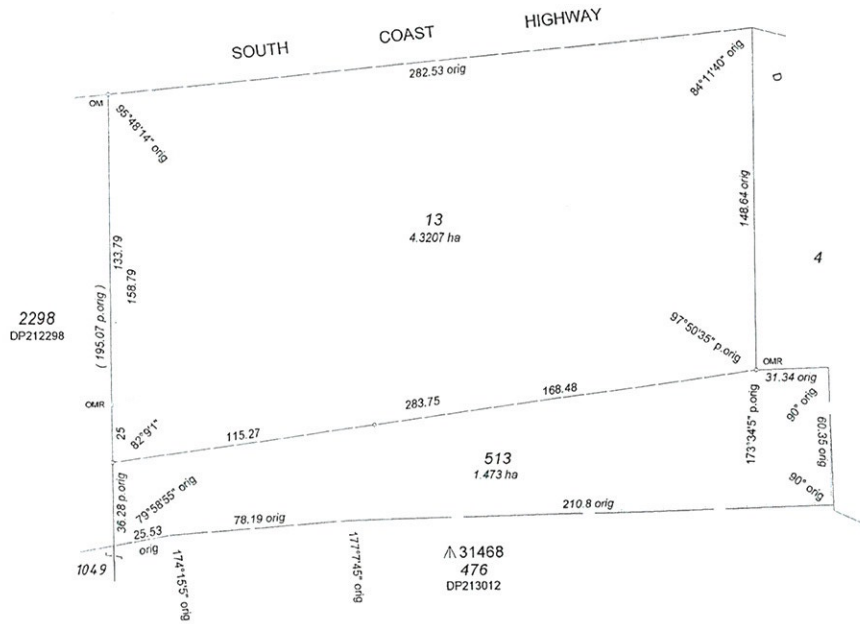 SOUTH COAST HIGHWAY
282.53 orig
OM
95°48'14" orig
84°11'40" orig
D
148.64 orig
13
4.3207 ha
4
133.79
158.79
( 195.07 p.orig )
2298
DP212298
97°50'35" p.orig
OMR
31.34 orig
OMR
25
82°9'1"
115.27
283.75
168.48
173°34'5" p.orig
90° orig
60.35 orig
90° orig
513
1.473 ha
36.28 p.orig
79°58'55" orig
25.53
orig
78.19 orig
210.8 orig
1049
174°15'5" orig
177°7'45" orig
31468
476
DP213012